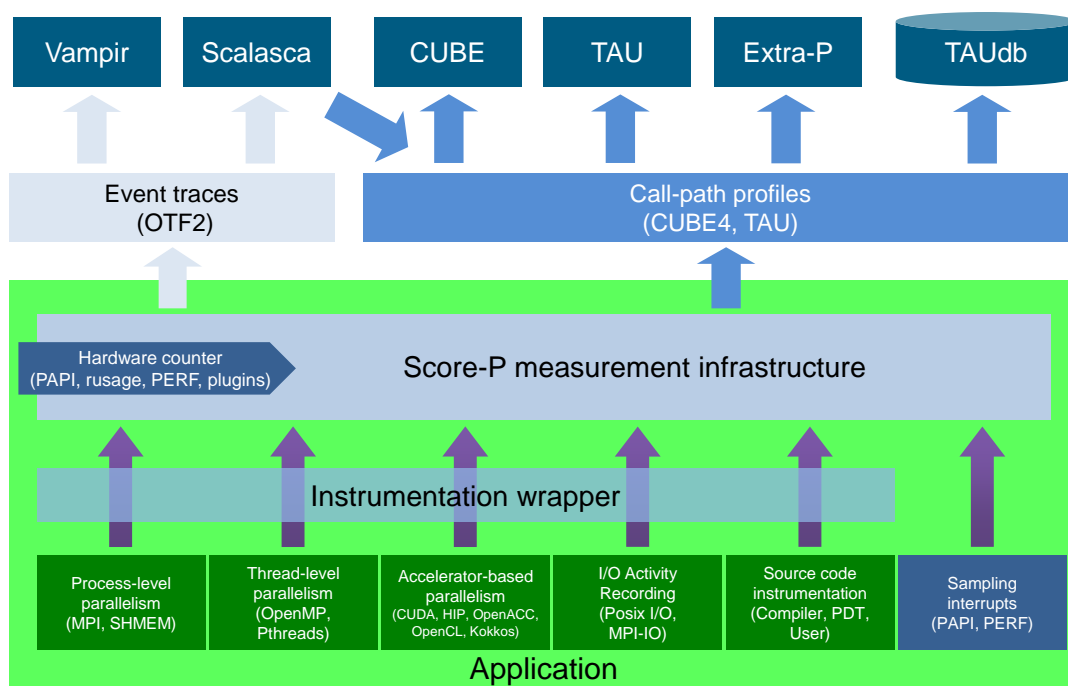 Vampir
Scalasca
CUBE
TAU
Extra-P
TAUdb
Event traces
(OTF2)
Call-path profiles
(CUBE4, TAU)
Hardware counter
(PAPI, rusage, PERF, plugins)
Score-P measurement infrastructure
Instrumentation wrapper
Process-level
parallelism
(MPI, SHMEM)
Thread-level
parallelism
(OpenMP,
Pthreads)
Accelerator-based
parallelism
(CUDA, HIP, OpenACC,
OpenCL, Kokkos)
I/O Activity
Recording
(Posix I/O,
MPI-IO)
Source code
instrumentation
(Compiler, PDT,
User)
Sampling
interrupts
(PAPI, PERF)
Application